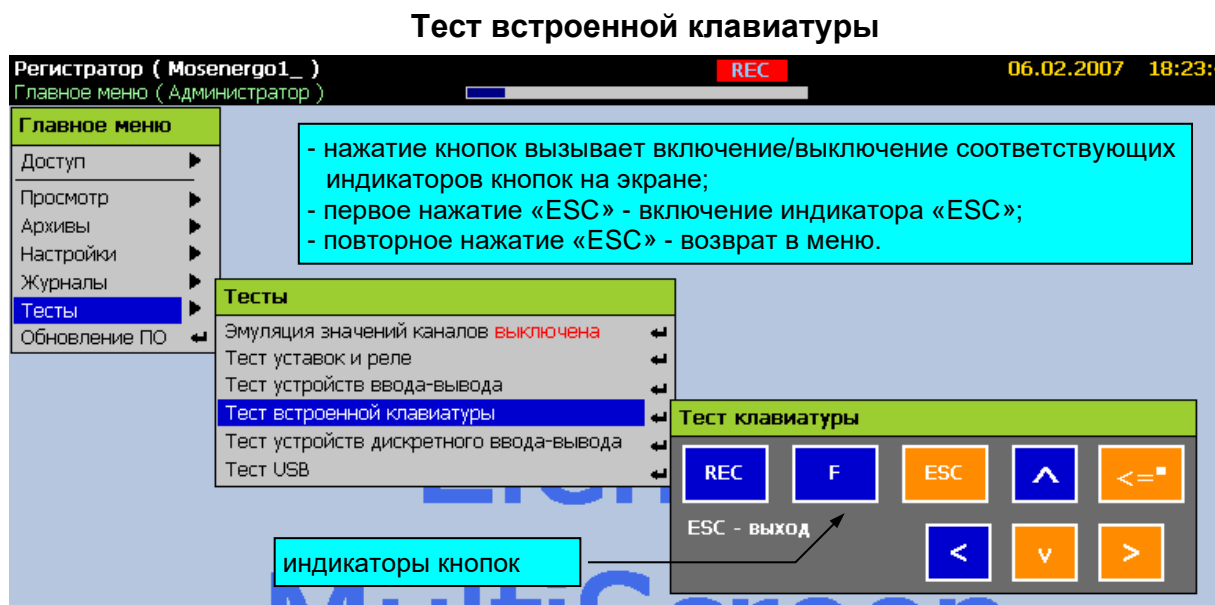 Тест встроенной клавиатуры
Регистратор ( Mosenergo1_ )
REC
06.02.2007 18:23:
Главное меню ( Администратор )
Главное меню
Доступ
Просмотр
Архивы
Настройки
Журналы
Тесты
Обновление ПО
- нажатие кнопок вызывает включение/выключение соответствующих
индикаторов кнопок на экране;
- первое нажатие «ESC» - включение индикатора «ESC»;
- повторное нажатие «ESC» - возврат в меню.
Тесты
Эмуляция значений каналов выключена
Тест уставок и реле
Тест устройств ввода-вывода
Тест встроенной клавиатуры
Тест устройств дискретного ввода-вывода
Тест USB
Тест клавиатуры
REC F ESC ^ <="
ESC - выход
< v >
индикаторы кнопок
MultiScreen